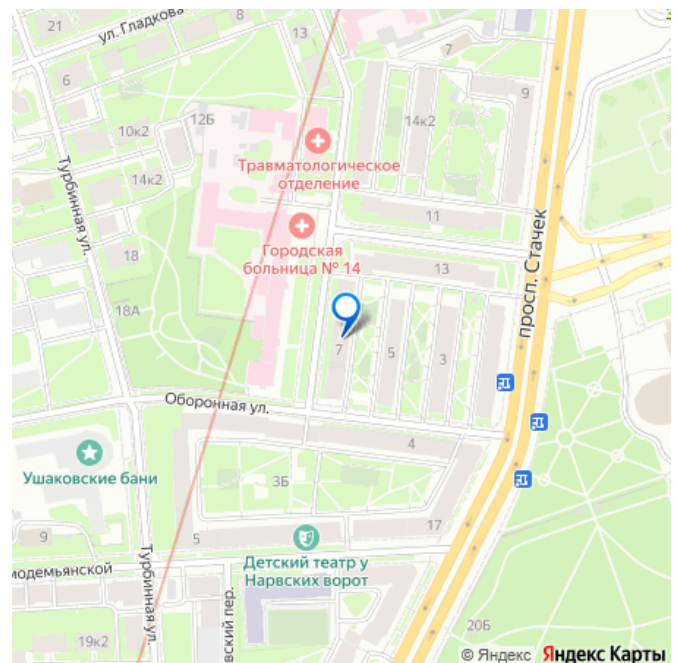 21
ул. Гладкова
8
13
7
6
9
12Б
10к2
14к2
Травматологическое
отделение
Турбинная ул.
14к2
11
18
Городская
больница № 14
13
просп. Стачек
18А
7
5
3
Оборонная ул.
4
Ушаковские бани
3Б
17
9
5
Детский театр у
Нарвских ворот
модемьянской
Турбинная ул.
вский пер.
20Б
19к2
© Яндекс Яндекс Карты